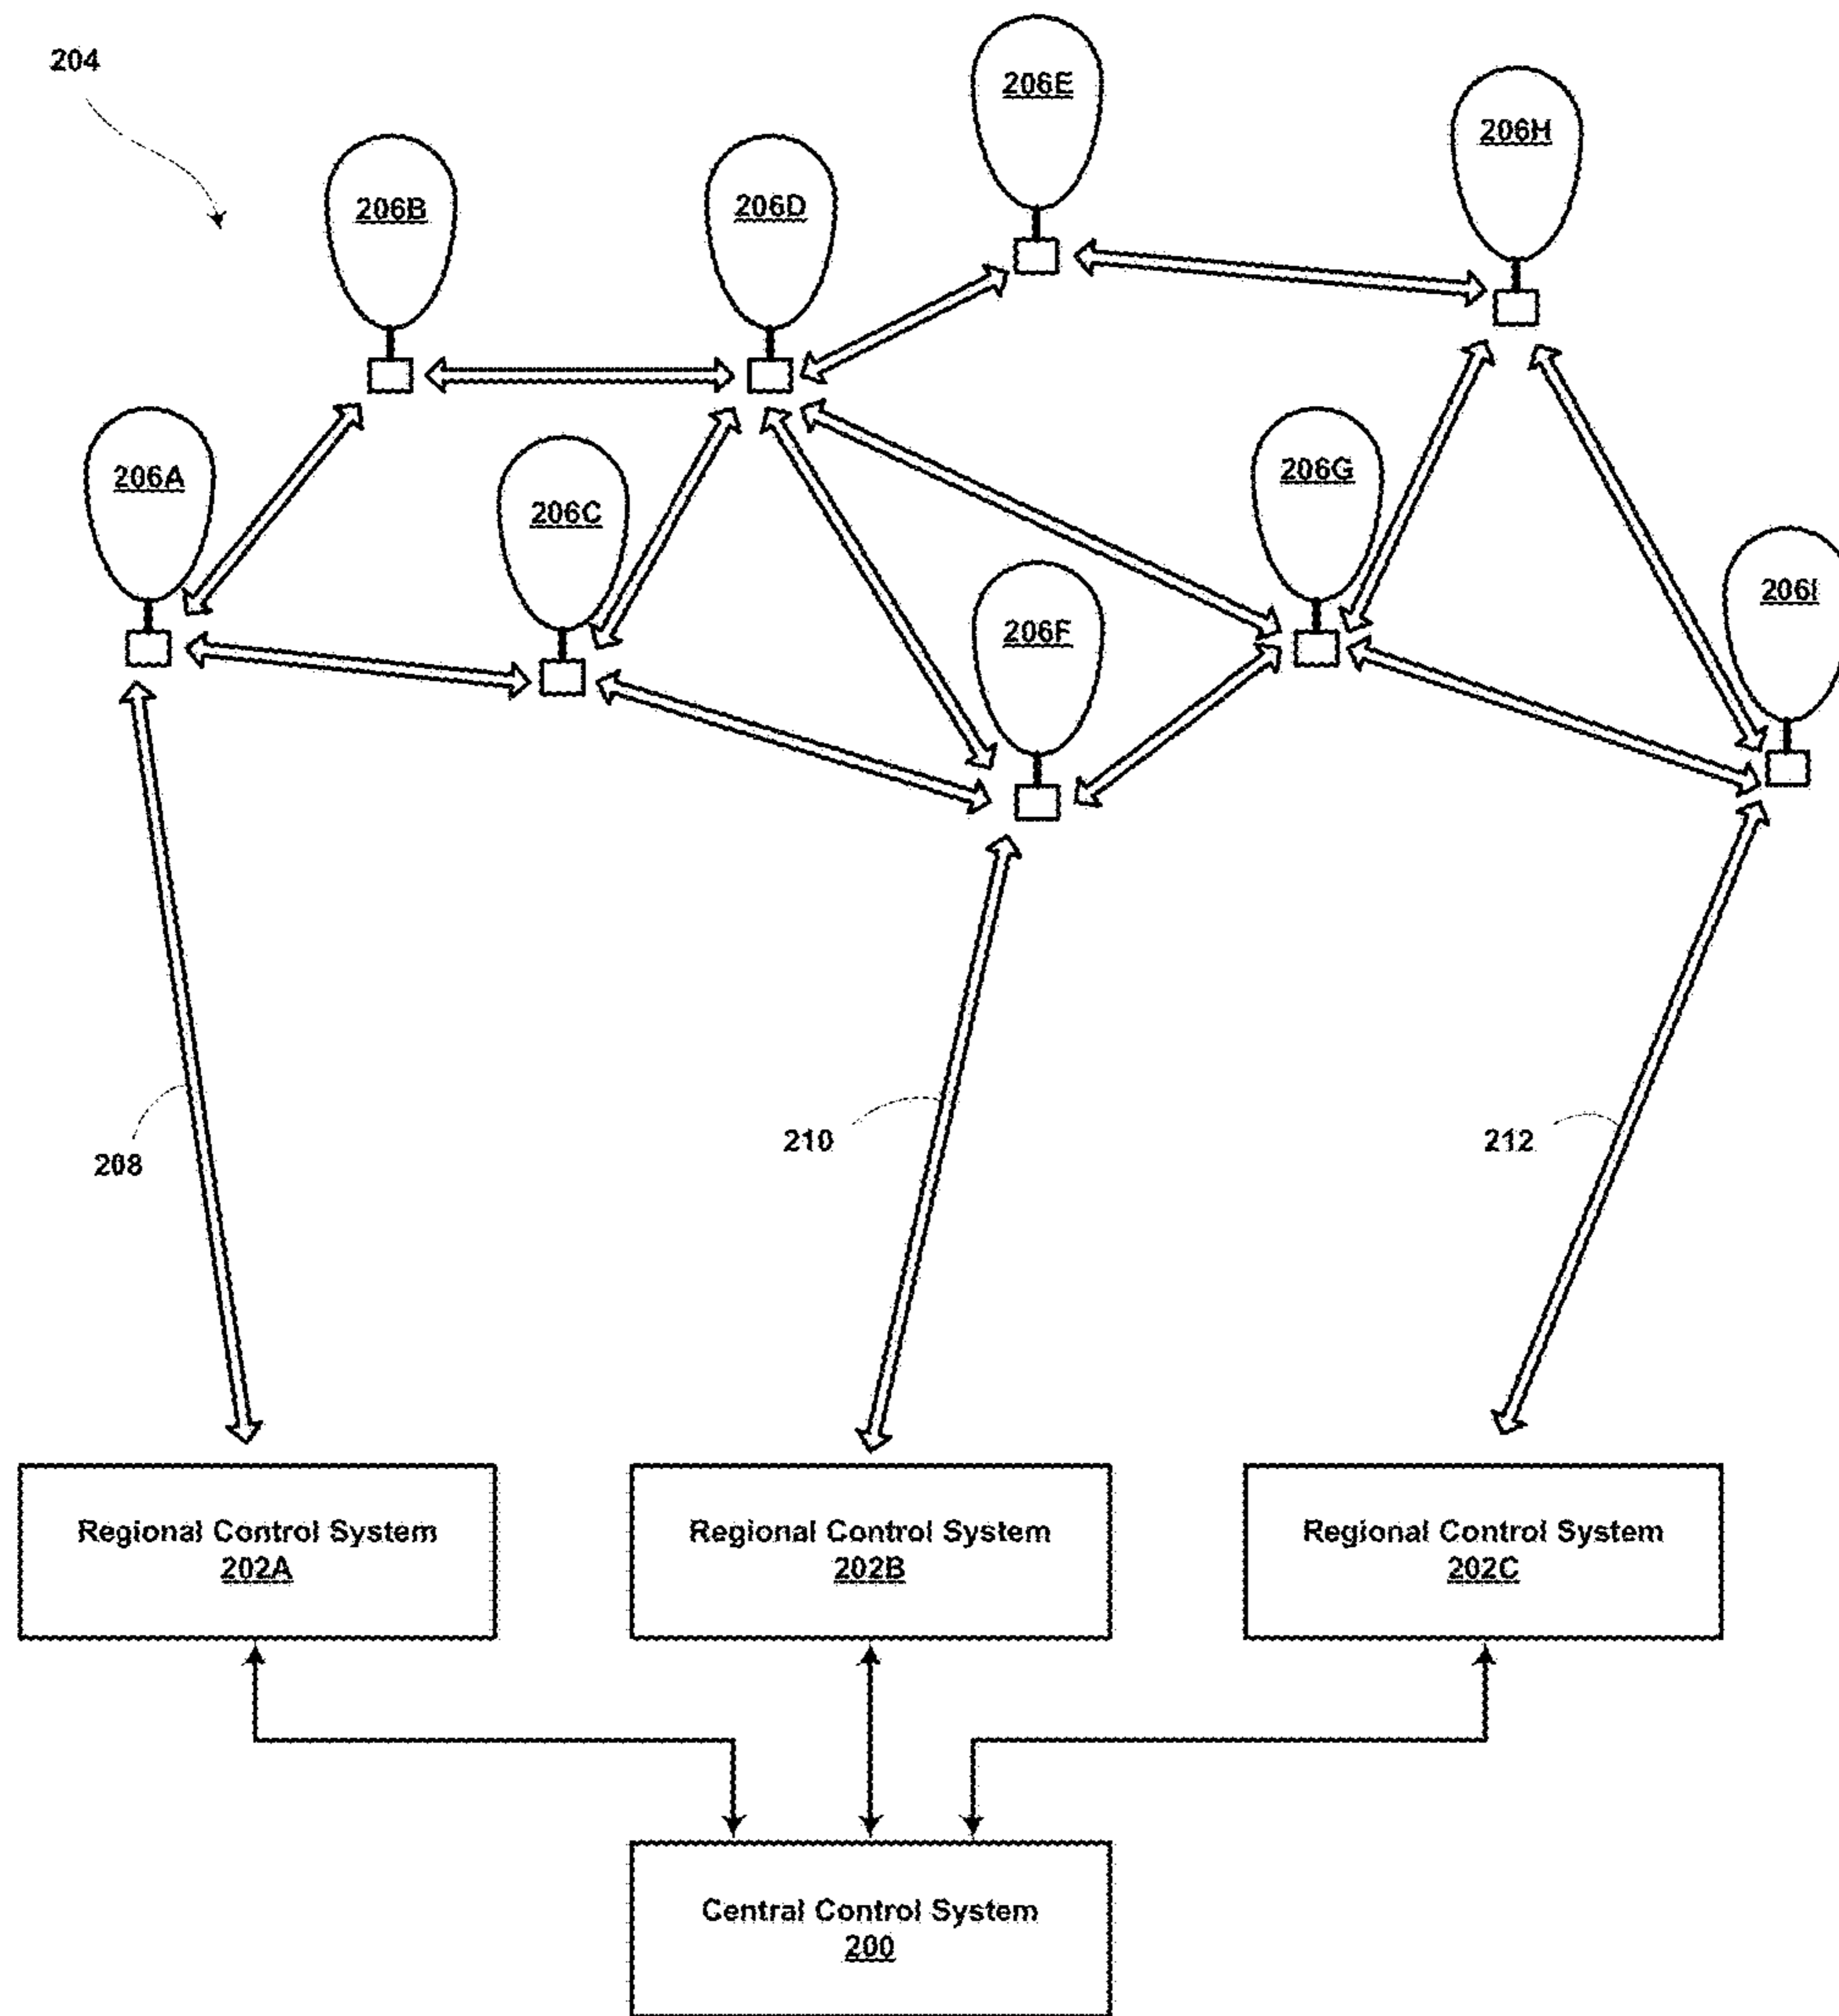 204
206E
206H
206B
206D
206A
206C
206G
206F
206I
208
210
212
Regional Control System
202A
Regional Control System
202B
Regional Control System
202C
Central Control System
200